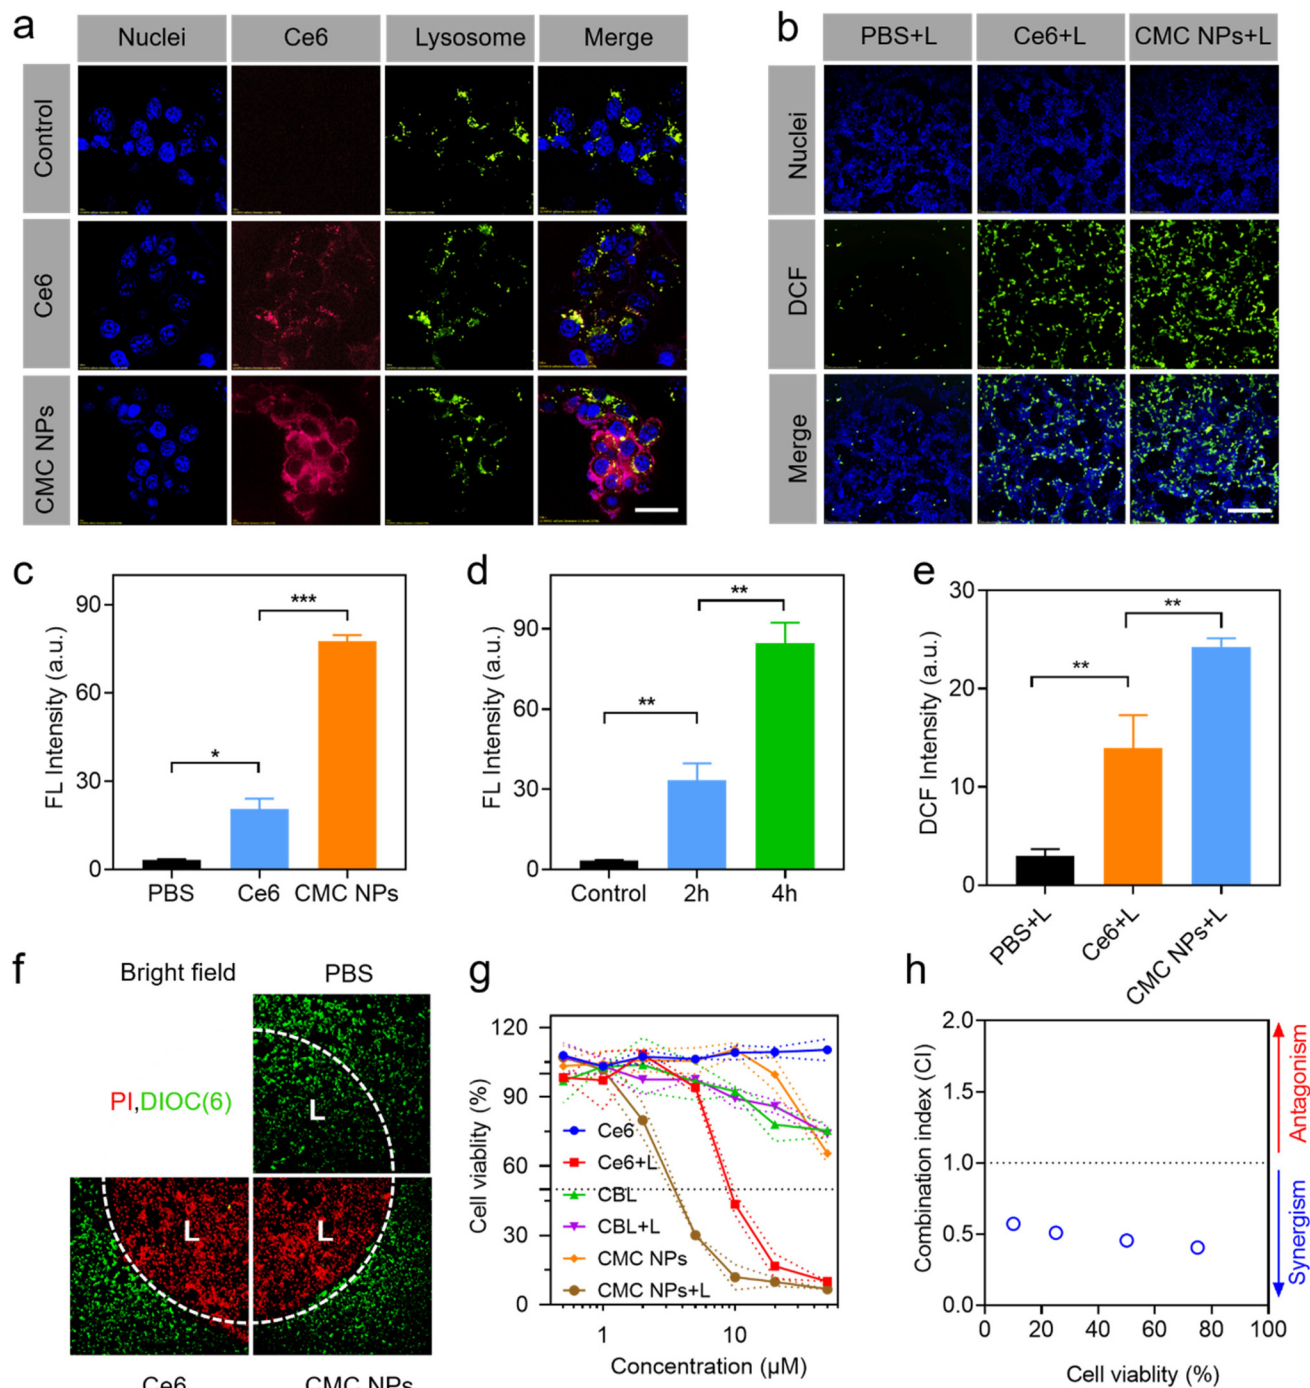 a
Nuclei Ce6 Lysosome Merge
Control
Ce6
CMC NPs
b
PBS+L Ce6+L CMC NPs+L
Nuclei
DCF
Merge
c
FL Intensity (a.u.)
90
60
30
0
*
***
PBS Ce6 CMC NPs
d
FL Intensity (a.u.)
90
60
30
0
**
**
Control 2h 4h
e
DCF Intensity (a.u.)
30
20
10
0
**
**
PBS+L
Ce6+L
CMC NPs+L
f
Bright field PBS
PI,DIOC(6)
L
L L
Ce6 CMC NPs
g
Cell viablity (%)
120
90
60
30
0
Ce6
Ce6+L
CBL
CBL+L
CMC NPs
CMC NPs+L
1 10
Concentration (μM)
h
Combination index (CI)
2.0
1.5
1.0
0.5
0.0
0 20 40 60 80 100
Cell viablity (%)
Antagonism
Synergism